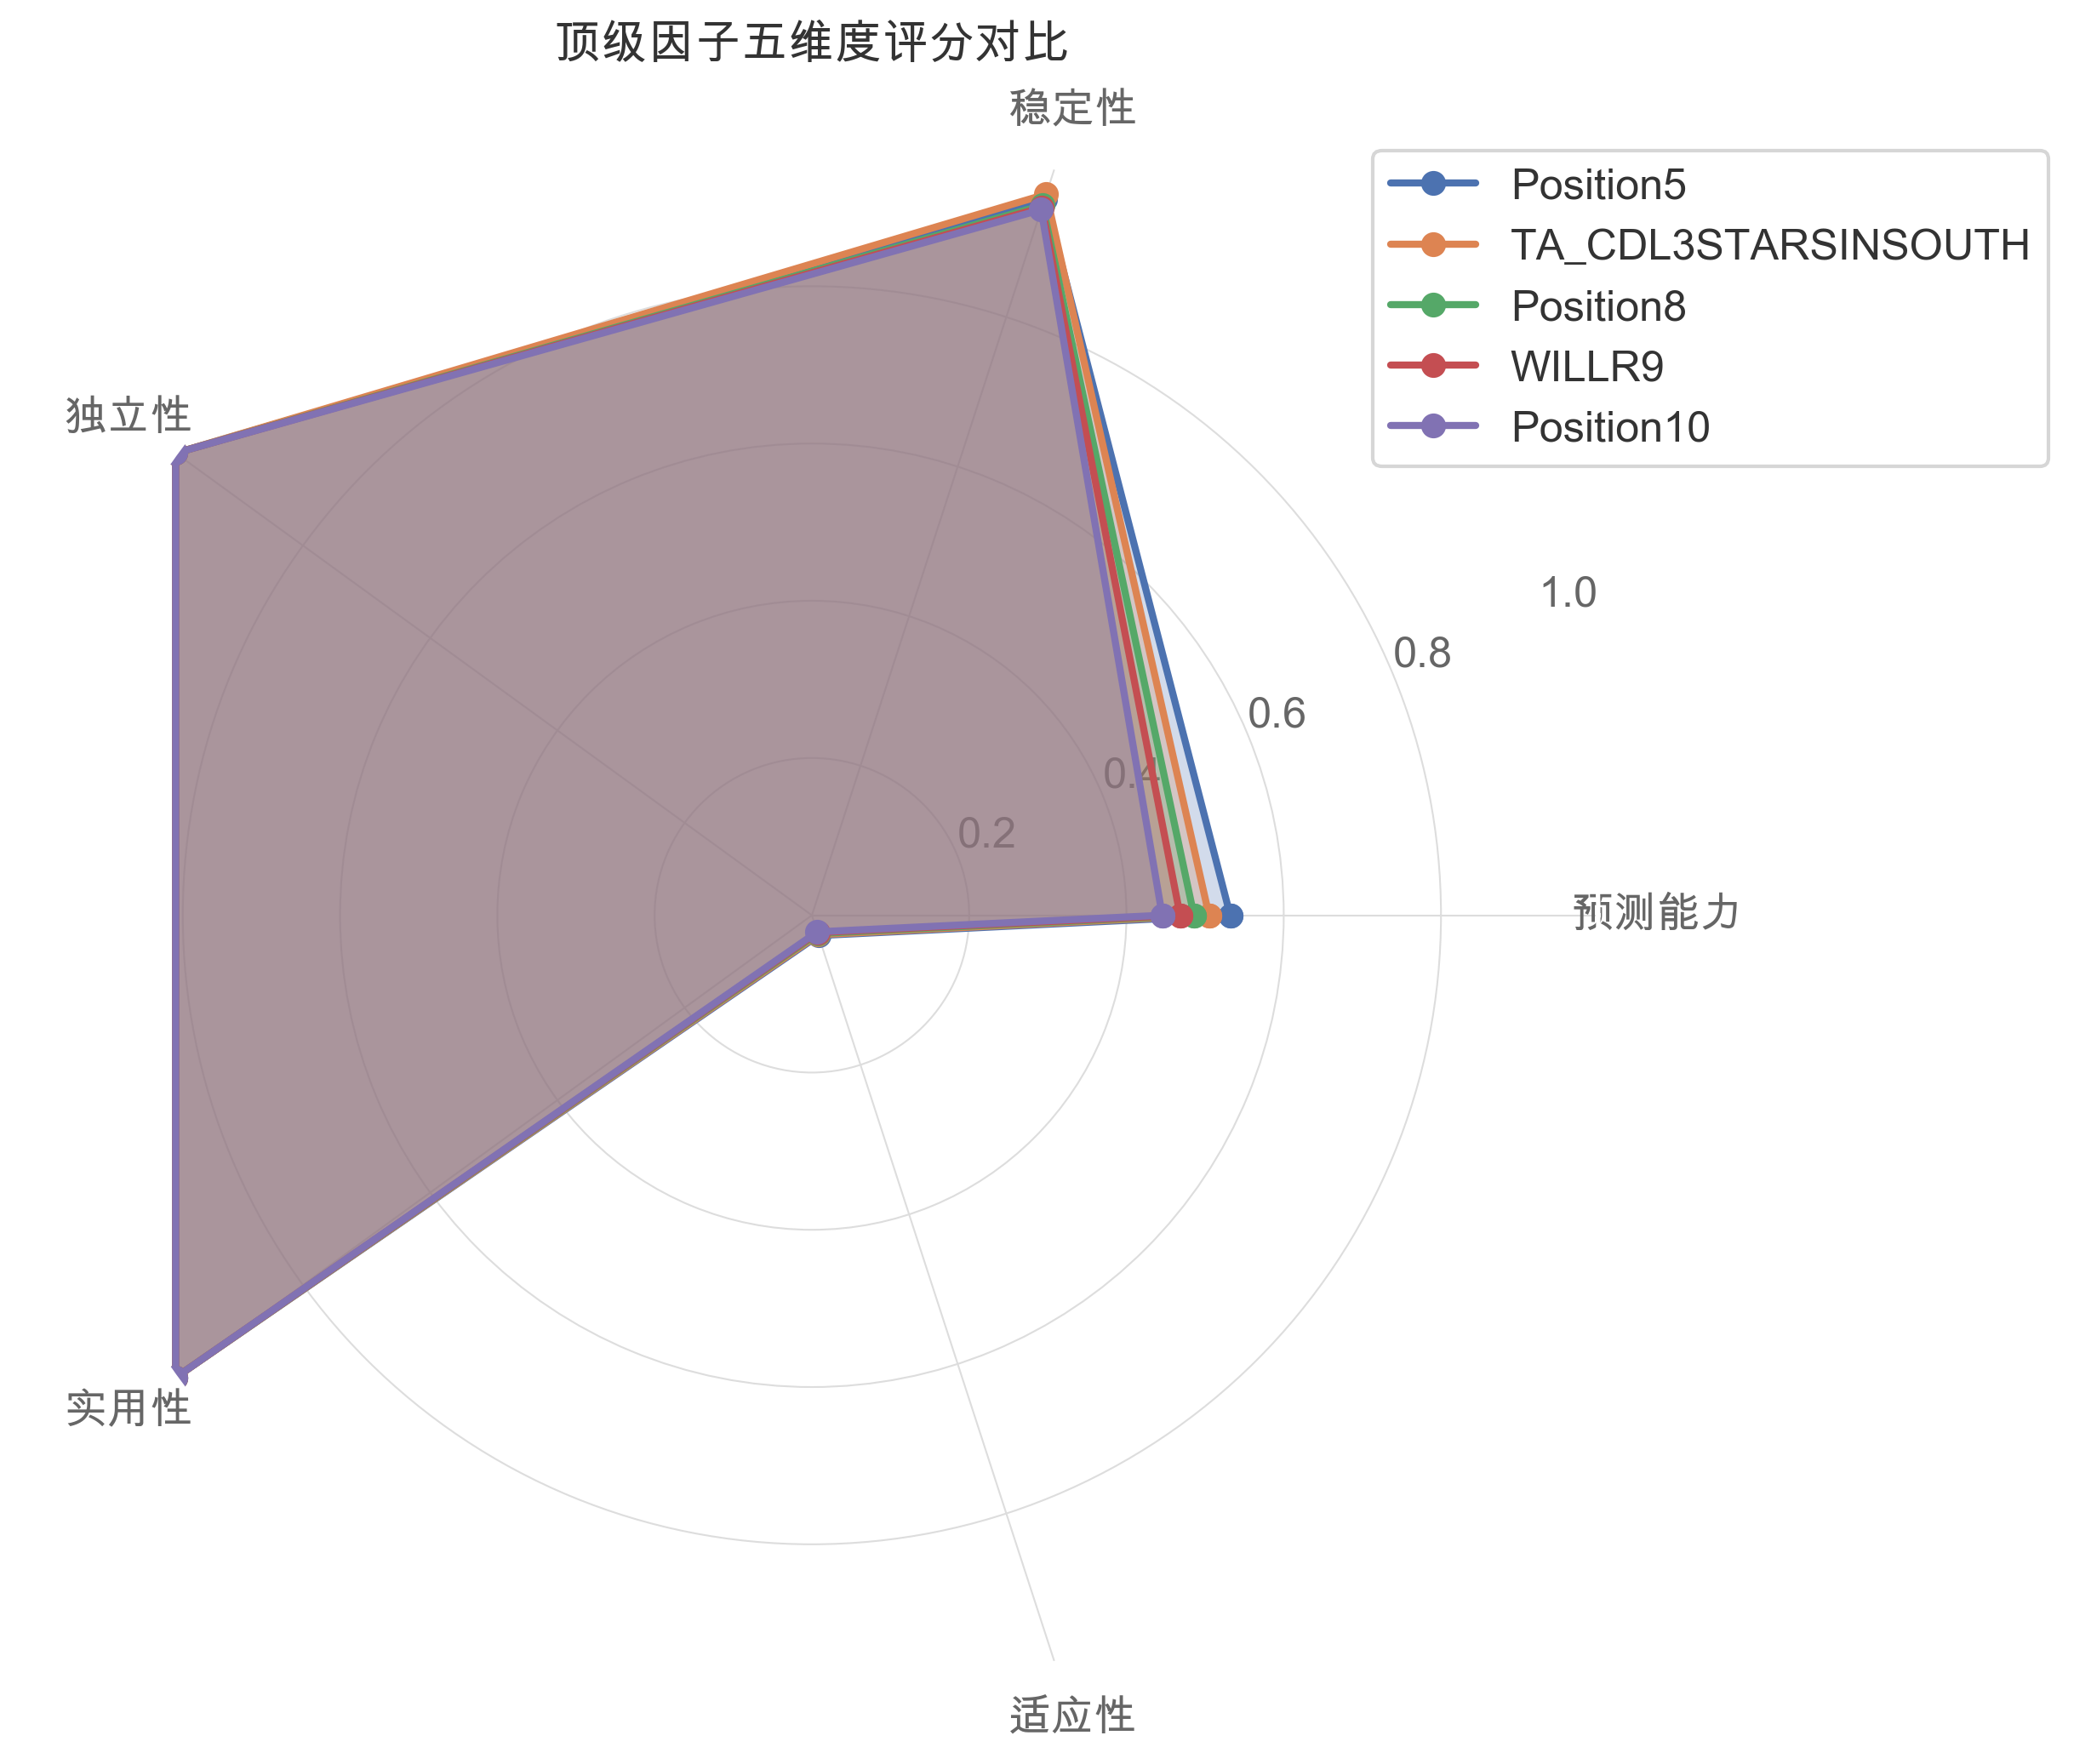 顶级因子五维度评分对比
稳定性
Position5
TA_CDL3STARSINSOUTH
Position8
WILLR9
Position10
独立性
1.0
0.8
0.6
0.4
0.2
预测能力
实用性
适应性